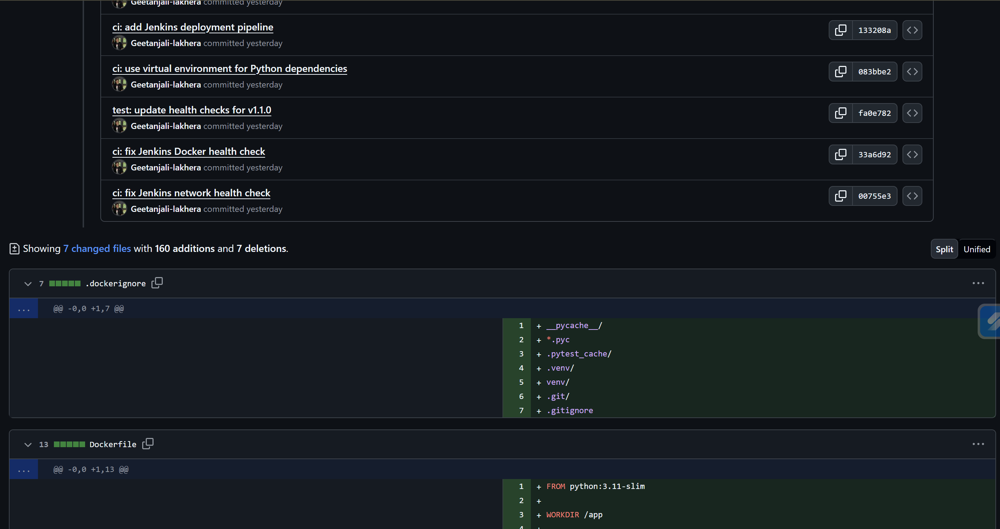 Geetanjali-lakhera committed yesterday
ci: add Jenkins deployment pipeline
133208a
Geetanjali-lakhera committed yesterday
ci: use virtual environment for Python dependencies
083bbe2
Geetanjali-lakhera committed yesterday
test: update health checks for v1.1.0
fa0e782
Geetanjali-lakhera committed yesterday
ci: fix Jenkins Docker health check
33a6d92
Geetanjali-lakhera committed yesterday
ci: fix Jenkins network health check
00755e3
Geetanjali-lakhera committed yesterday
Showing 7 changed files with 160 additions and 7 deletions.
Split Unified
7 .dockerignore
... @@ -0,0 +1,7 @@
1 + __pycache__/
2 + *.pyc
3 + .pytest_cache/
4 + .venv/
5 + venv/
6 + .git/
7 + .gitignore
13 Dockerfile
... @@ -0,0 +1,13 @@
1 + FROM python:3.11-slim
2 +
3 + WORKDIR /app
4 +